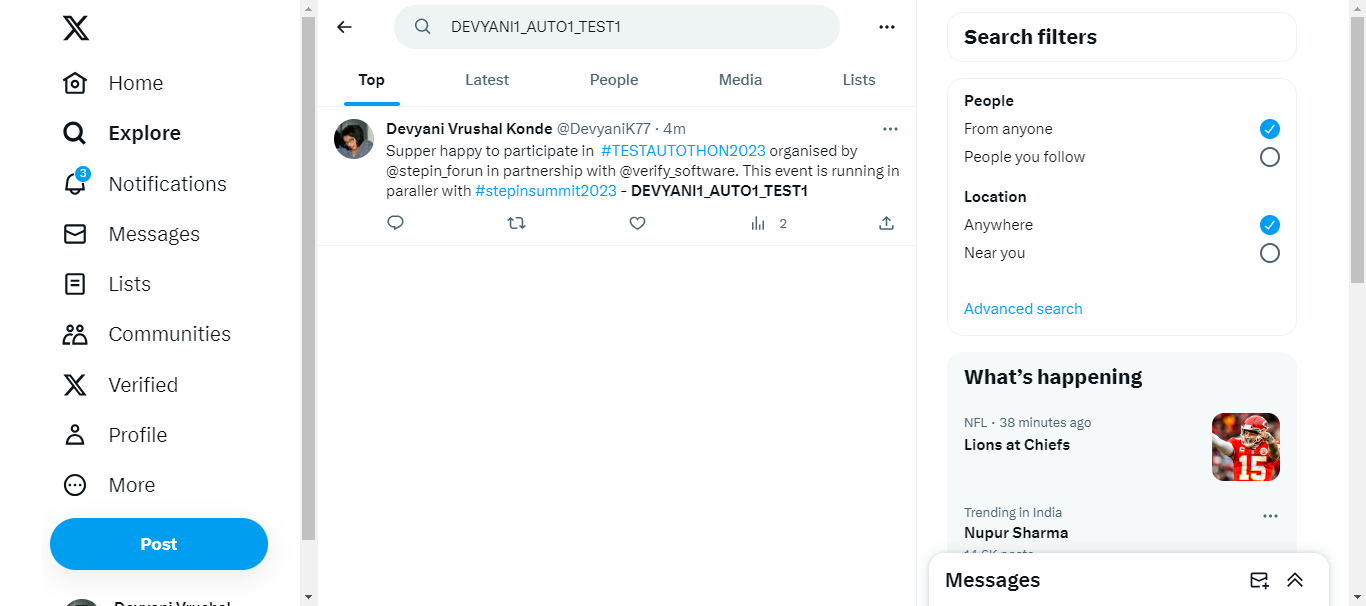 Home
Explore
3
Notifications
Messages
Lists
Communities
Verified
Profile
More
Post
DEVYANI1_AUTO1_TEST1
Top
Latest
People
Media
Lists
Devyani Vrushal Konde @DevyaniK77 · 4m
Supper happy to participate in #TESTAUTOTHON2023 organised by
@stepin_forun in partnership with @verify_software. This event is running in
paraller with #stepinsummit2023 - DEVYANI1_AUTO1_TEST1
2
Search filters
People
From anyone
People you follow
Location
Anywhere
Near you
Advanced search
What’s happening
NFL · 38 minutes ago
Lions at Chiefs
15
Trending in India
Nupur Sharma
Messages